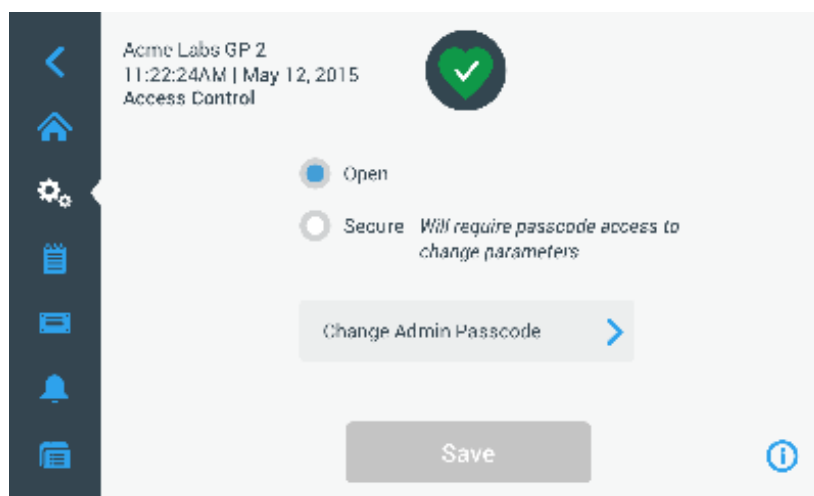 Acme Labs GP 2
11:22:24AM | May 12, 2015
Access Control
Open
Secure Will require passcode access to
change parameters
Change Admin Passcode
Save